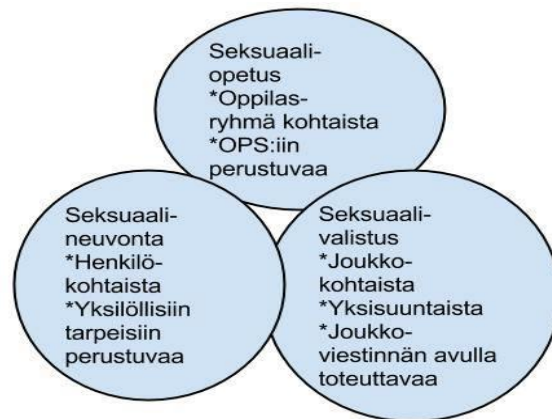 Seksuaali-
opetus
*Oppilas-
ryhmä kohtaista
*OPS:iin
perustuvaa
Seksuaali-
neuvonta
*Henkilö-
kohtaista
*Yksilöllisiin
tarpeisiin
perustuvaa
Seksuaali-
valistus
*Joukko-
kohtaista
*Yksisuuntaista
*Joukko-
viestinnän avulla
toteuttavaa